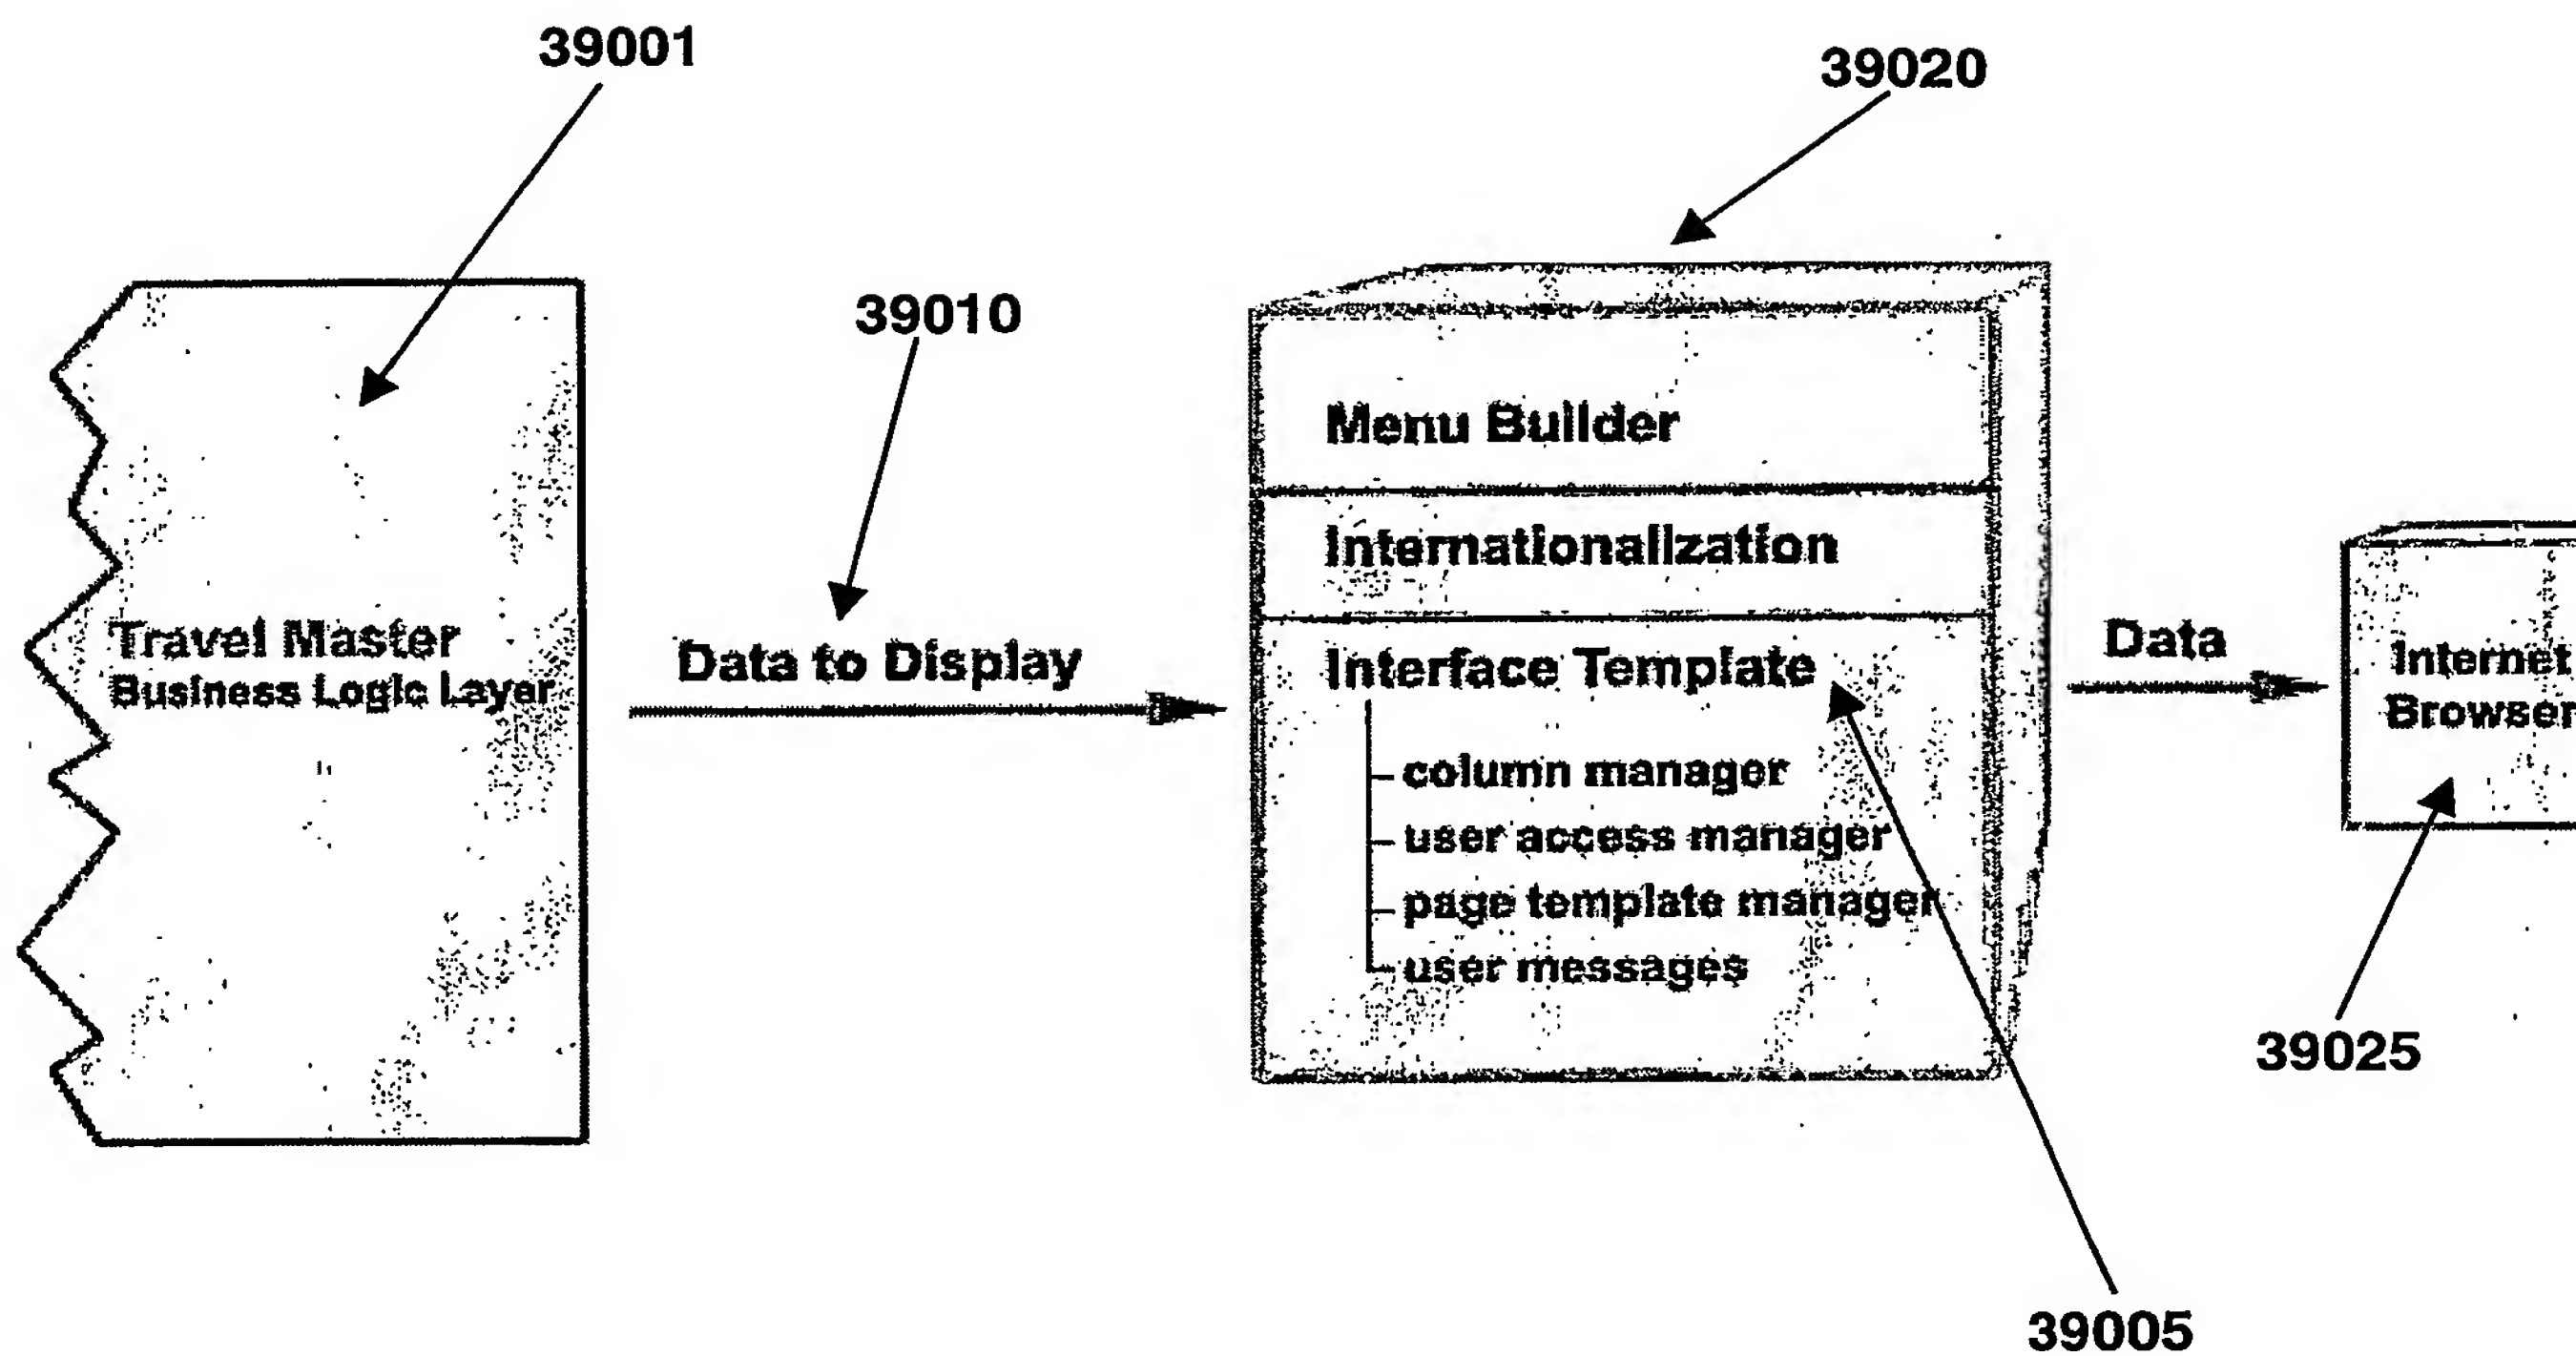 39001
39020
39010
Menu Builder
Internationalization
Travel Master
Business Logic Layer
Data to Display
Interface Template
column manager
user access manager
page template manager
user messages
Data
Internet
Browser
39025
39005